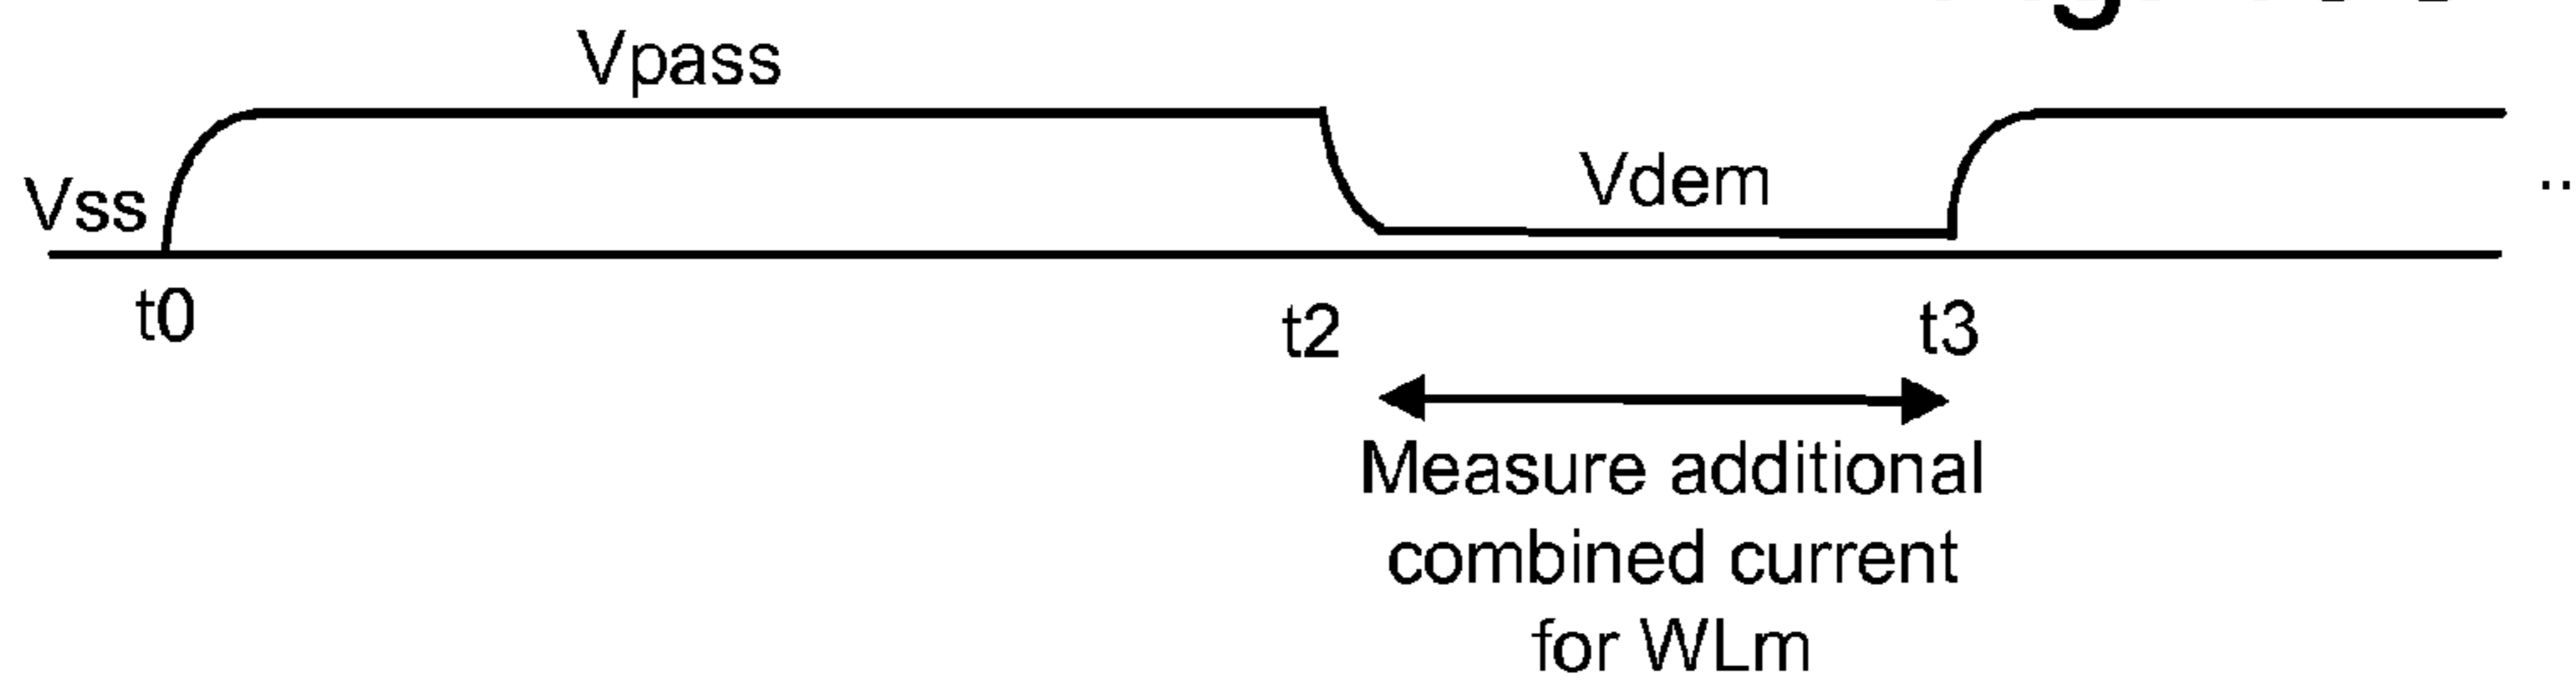 Vpass
Vss
Vdem
..
t0
t2
t3
Measure additional
combined current
for WLm